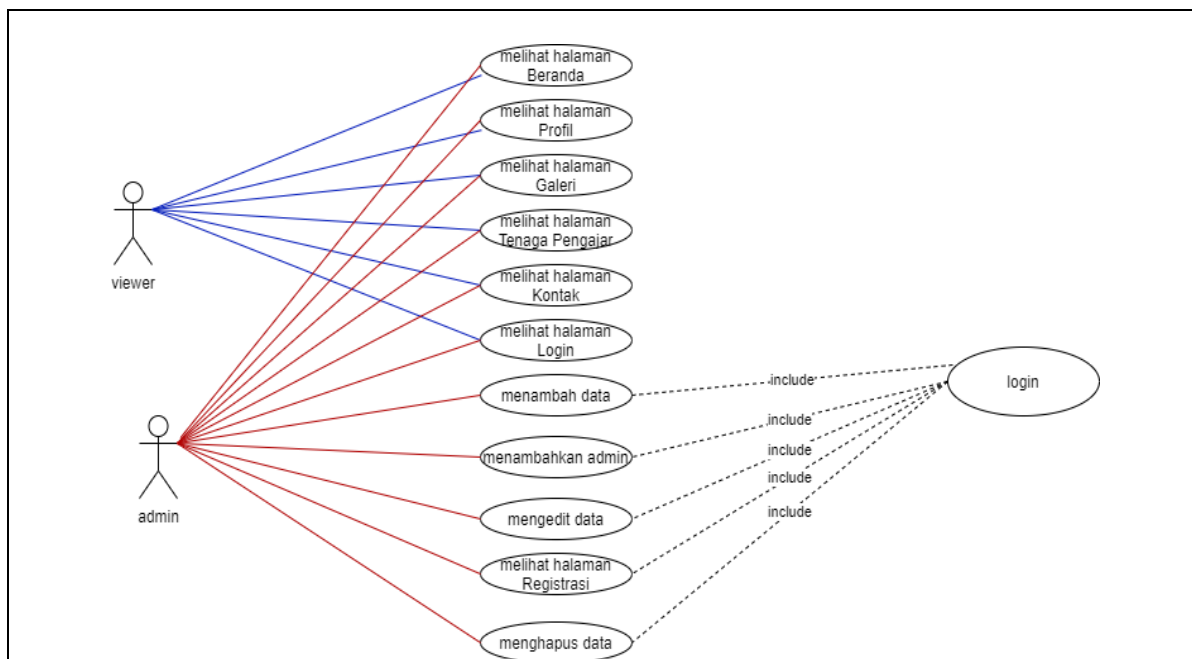 melihat halaman
Beranda
melihat halaman
Profil
melihat halaman
Galeri
melihat halaman
Tenaga Pengajar
viewer
melihat halaman
Kontak
melihat halaman
Login
menambah data
include
login
include
menambahkan admin
include
include
admin
mengedit data
include
melihat halaman
Registrasi
menghapus data